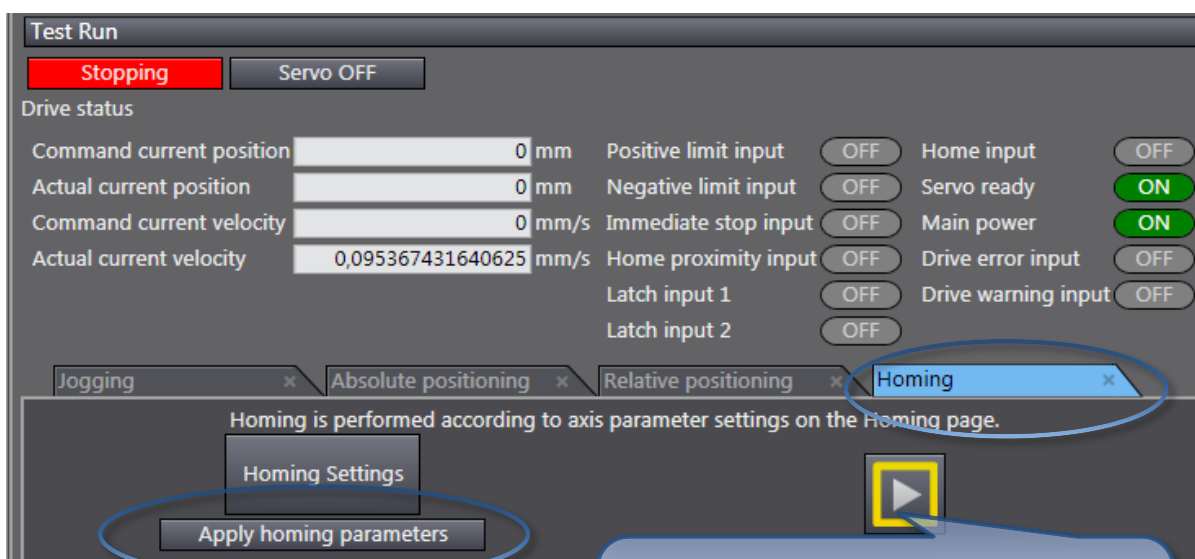 Test Run
Stopping Servo OFF
Drive status
Command current position 0 mm Positive limit input OFF Home input OFF
Actual current position 0 mm Negative limit input OFF Servo ready ON
Command current velocity 0 mm/s Immediate stop input OFF Main power ON
Actual current velocity 0,095367431640625 mm/s Home proximity input OFF Drive error input OFF
Latch input 1 OFF Drive warning input OFF
Latch input 2 OFF
Jogging × Absolute positioning × Relative positioning × Homing ×
Homing is performed according to axis parameter settings on the Homing page.
Homing Settings
Apply homing parameters